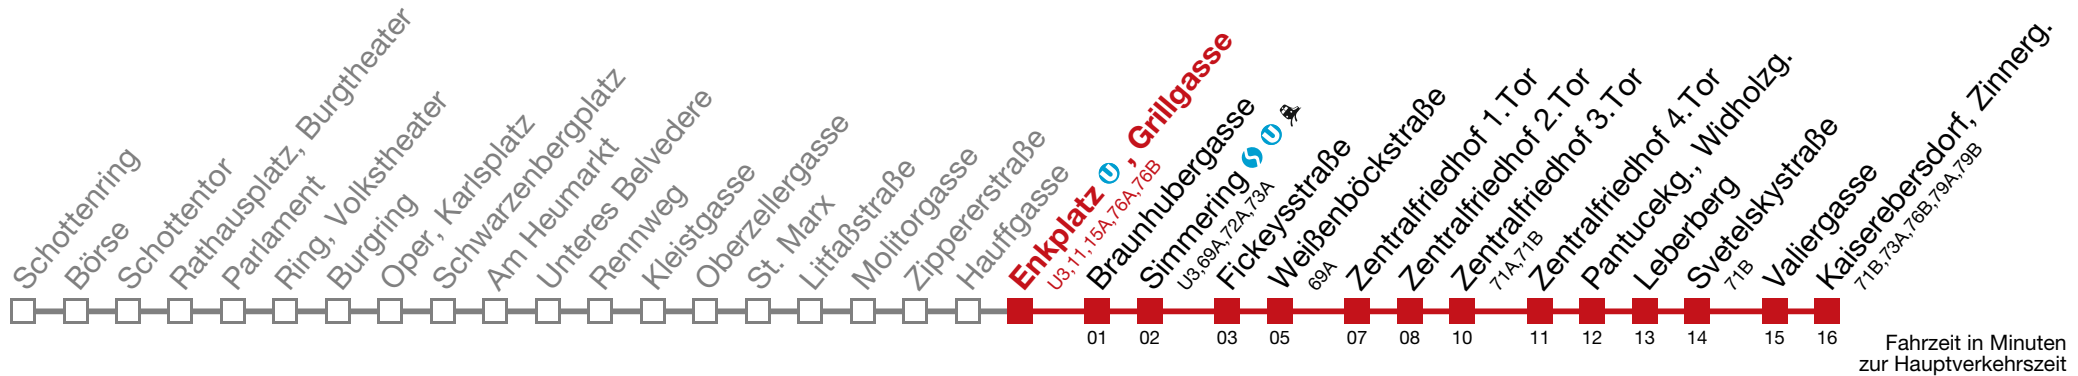 Schottenring
Börse
Schottentor
Rathausplatz, Burgtheater
Parlament
Ring, Volkstheater
Burgring
Oper, Karlsplatz
Schwarzenbergplatz
Am Heumarkt
Unteres Belvedere
Rennweg
Kleistgasse
Oberzellergasse
St. Marx
Litfaßstraße
Molitorgasse
Zippererstraße
Hauffgasse
Enkplatz U, Grillgasse
U3,11,15A,76A,76B
Braunhubergasse
Simmering S U
U3,69A,72A,73A
Fickeysstraße
Weißenböckstraße
69A
Zentralfriedhof 1.Tor
Zentralfriedhof 2.Tor
Zentralfriedhof 3.Tor
71A,71B
Zentralfriedhof 4.Tor
Pantucekg., Widholzg.
Leberberg
Svetelskystraße
71B
Valiergasse
Kaiserebersdorf, Zinnerg.
71B,73A,76B,79A,79B
01 02 03 05 07 08 10 11 12 13 14 15 16
Fahrzeit in Minuten
zur Hauptverkehrszeit